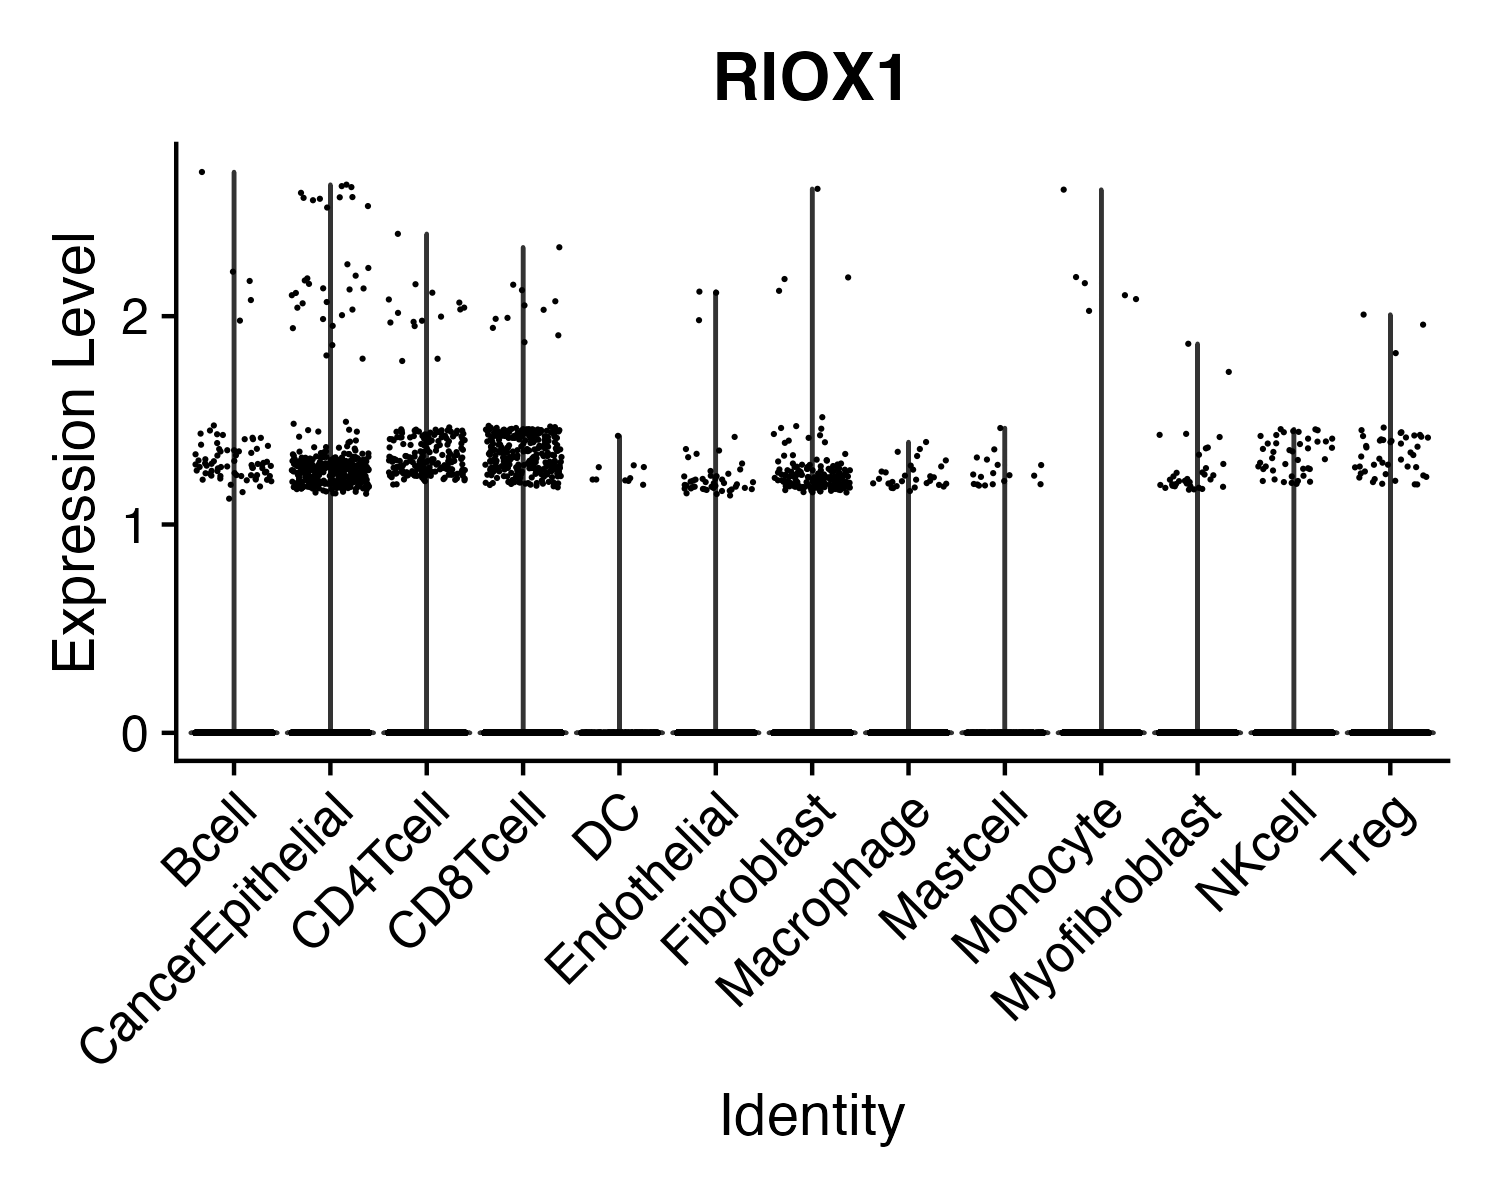 RIOX1
Expression Level
2
1
0
Bcell
CancerEpithelial
CD4Tcell
CD8Tcell
DC
Endothelial
Fibroblast
Macrophage
Mastcell
Monocyte
Myofibroblast
NKcell
Treg
Identity